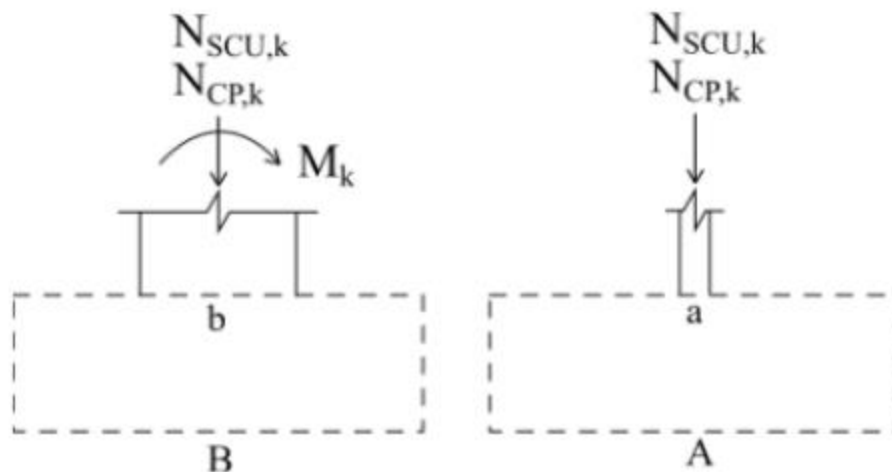 N_SCU,k
N_CP,k
M_k
b
B
N_SCU,k
N_CP,k
a
A